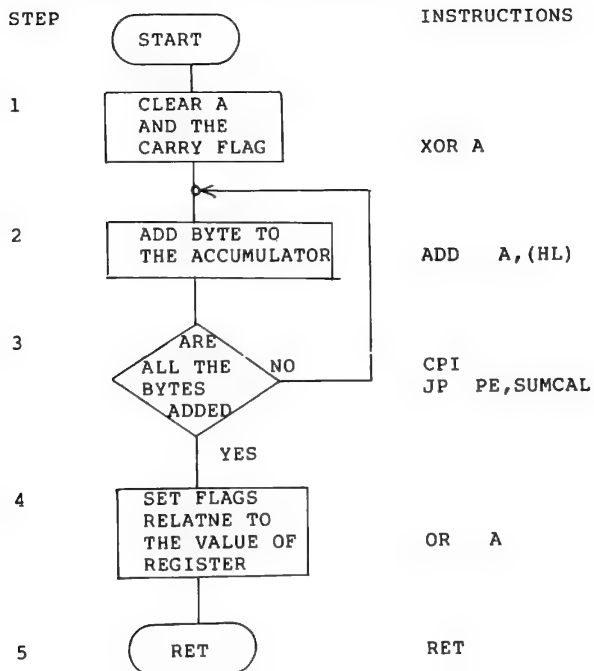 STEP INSTRUCTIONS
START
1
CLEAR A
AND THE
CARRY FLAG XOR A
2
ADD BYTE TO
THE ACCUMULATOR ADD A,(HL)
3
ARE
ALL THE NO
BYTES
ADDED
CPI
JP PE,SUMCAL
YES
4
SET FLAGS
RELATNE TO
THE VALUE OF
REGISTER
OR A
5 RET RET